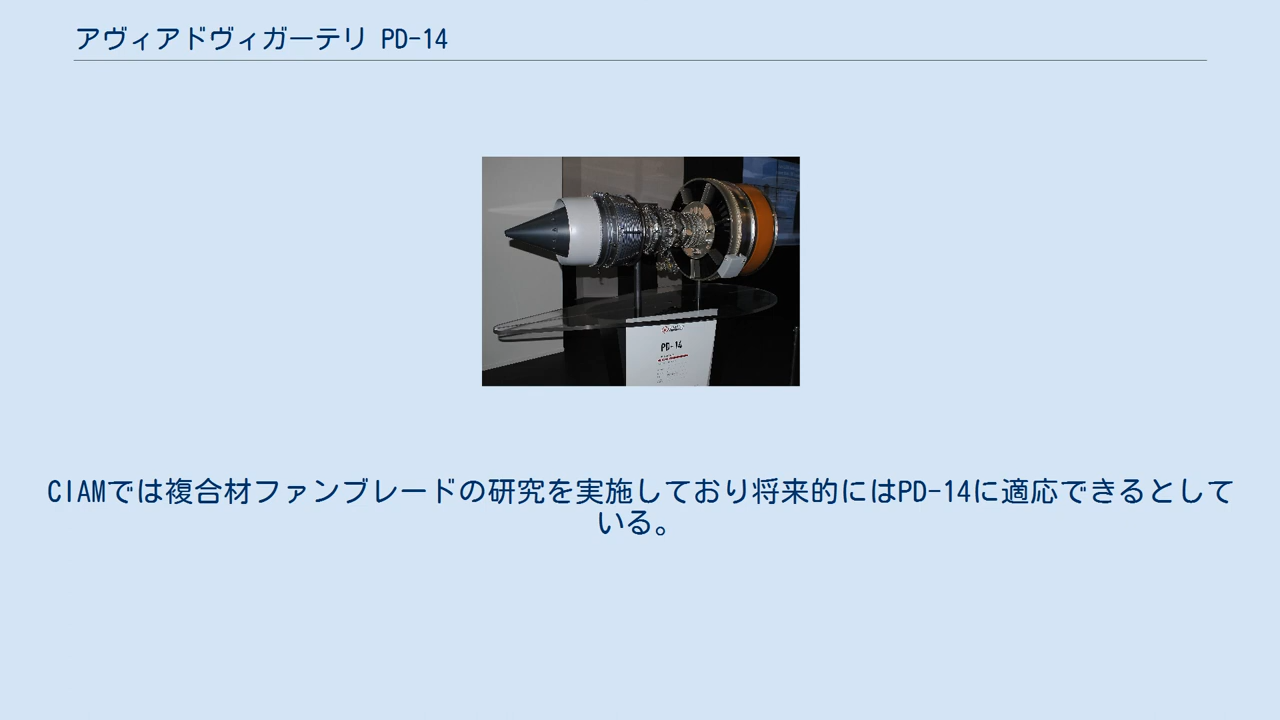 アヴィアドヴィガーテリ PD-14
PD-14
CIAMでは複合材ファンブレードの研究を実施しており将来的にはPD-14に適応できるとして
いる。